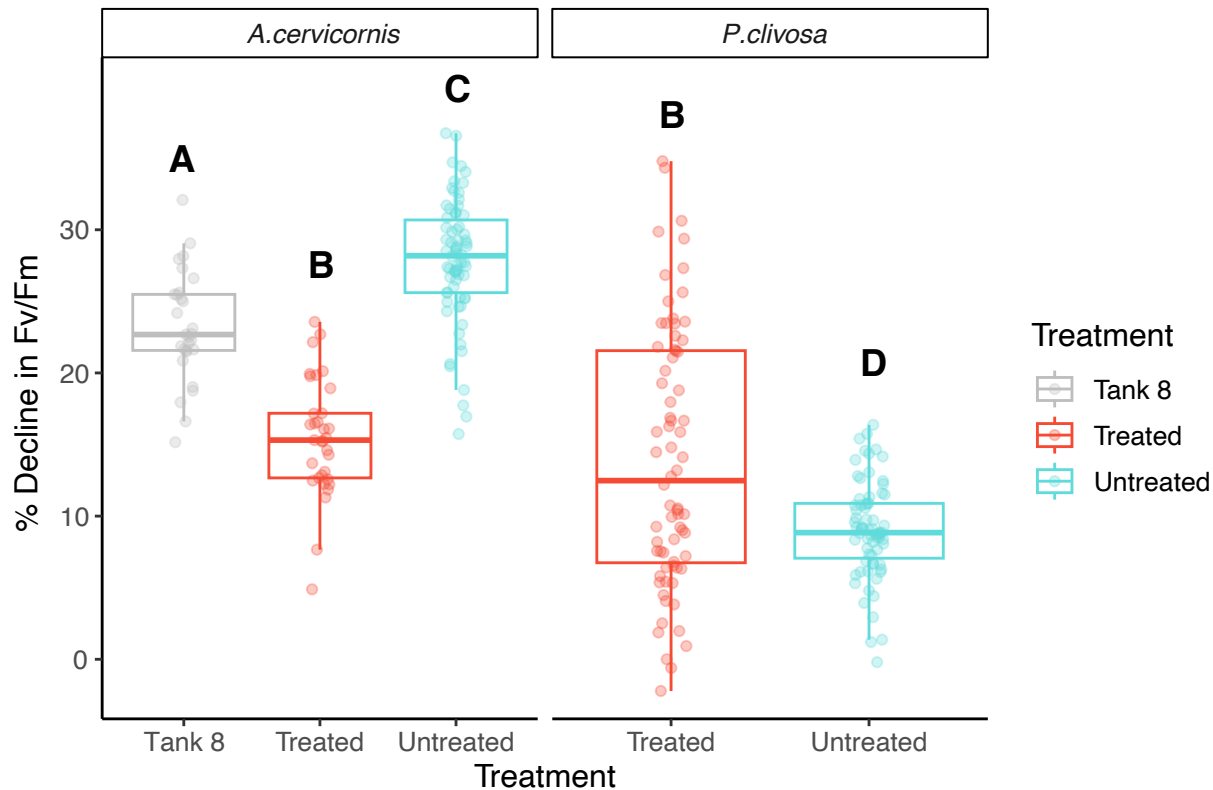 A.cervicornis
P.clivosa
A
B
C
B
D
% Decline in Fv/Fm
30
20
10
0
Tank 8
Treated
Untreated
Treated
Untreated
Treatment
Treatment
Tank 8
Treated
Untreated